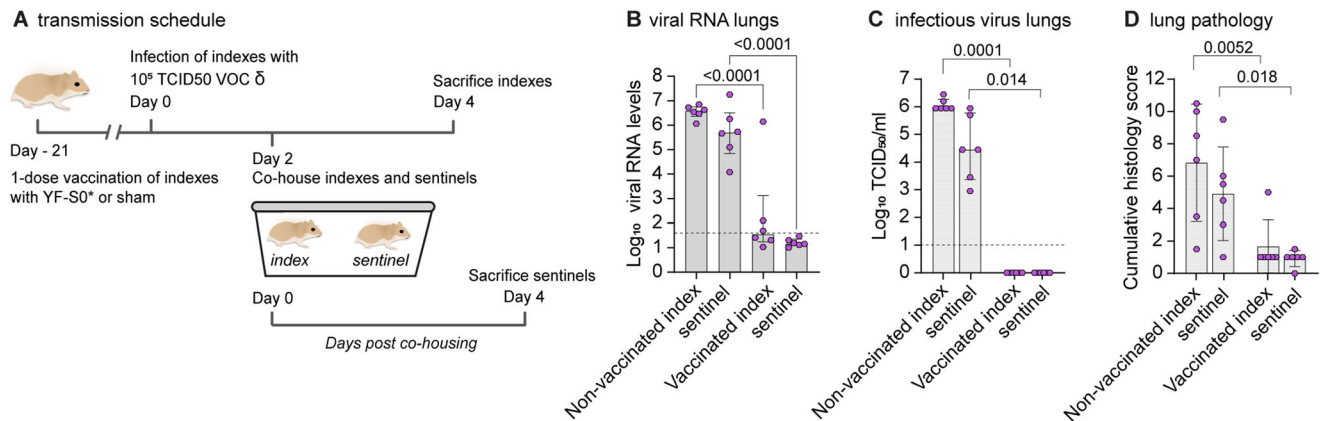 A transmission schedule
Infection of indexes with
10⁵ TCID50 VOC δ
Day 0
Sacrifice indexes
Day 4
Day - 21
1-dose vaccination of indexes
with YF-S0* or sham
Day 2
Co-house indexes and sentinels
index
sentinel
Day 0
Sacrifice sentinels
Day 4
Days post co-housing
B viral RNA lungs
<0.0001
<0.0001
Log₁₀ viral RNA levels
8
7
6
5
4
3
2
1
0
Non-vaccinated index
sentinel
Vaccinated index
sentinel
C infectious virus lungs
0.0001
0.014
Log₁₀ TCID₅₀/ml
7
6
5
4
3
2
1
0
Non-vaccinated index
sentinel
Vaccinated index
sentinel
D lung pathology
0.0052
0.018
Cumulative histology score
12
10
8
6
4
2
0
Non-vaccinated index
sentinel
Vaccinated index
sentinel